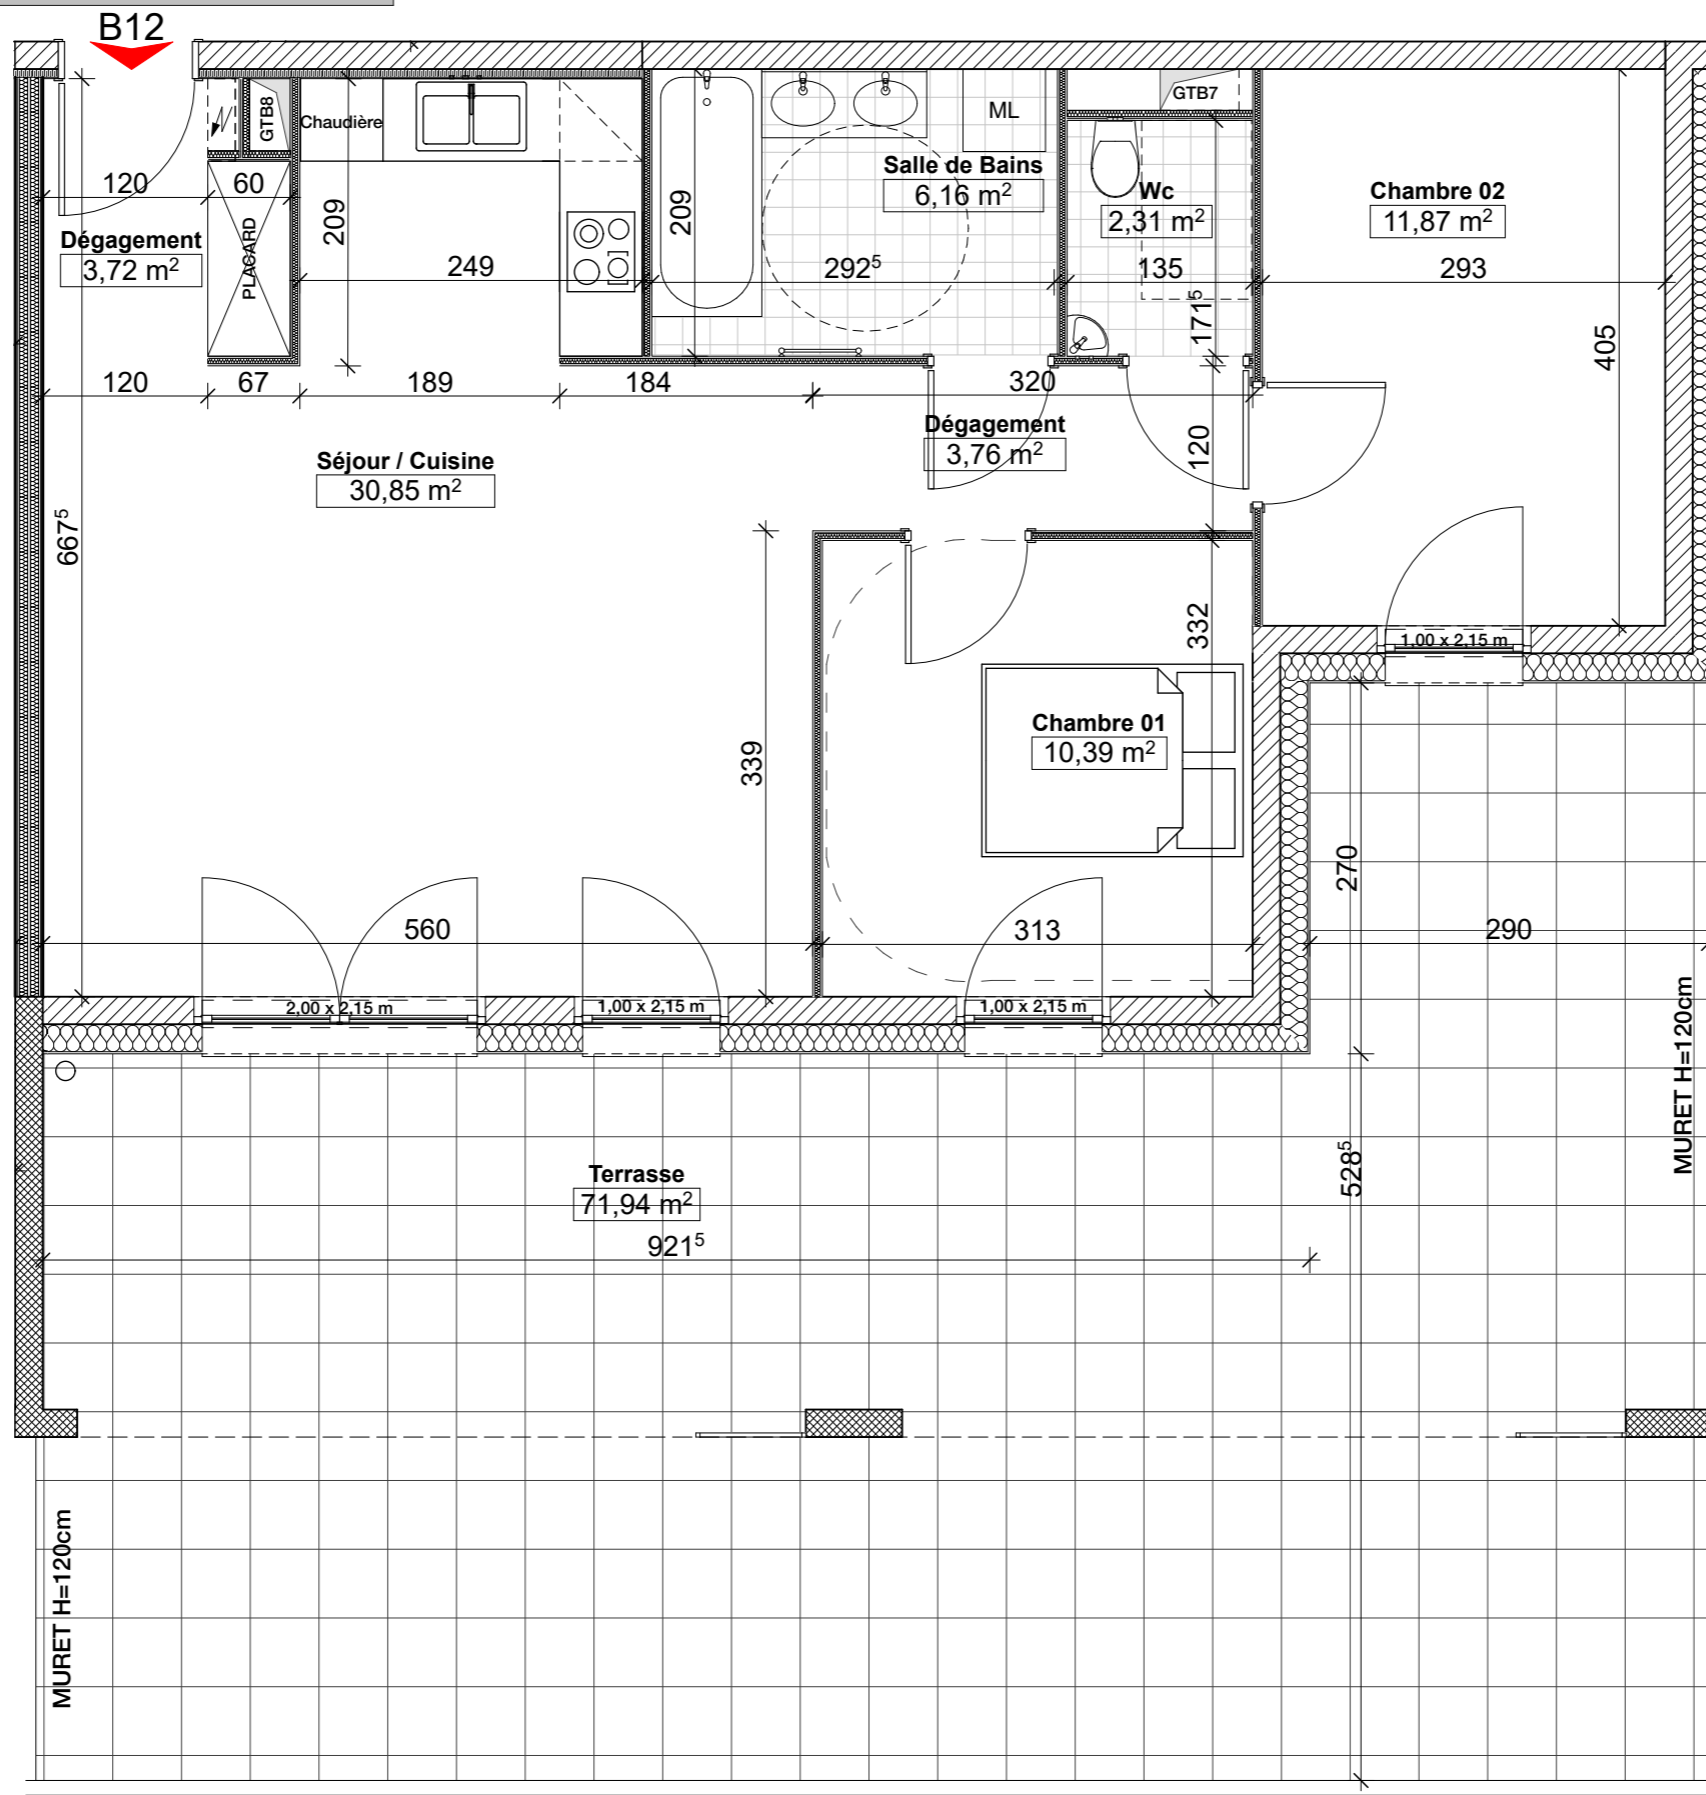 B12
GTB8
Chaudière
ML
GTB7
Salle de Bains
6,16 m²
Wc
2,31 m²
Chambre 02
11,87 m²
120
60
209
209
Dégagement
3,72 m²
PLACARD
249
292⁵
135
293
171⁵
405
120
67
189
184
320
Dégagement
3,76 m²
120
Séjour / Cuisine
30,85 m²
667⁵
332
1,00 x 2,15 m
Chambre 01
10,39 m²
339
270
560
313
290
2,00 x 2,15 m
1,00 x 2,15 m
1,00 x 2,15 m
MURET H=120cm
528⁵
Terrasse
71,94 m²
921⁵
MURET H=120cm